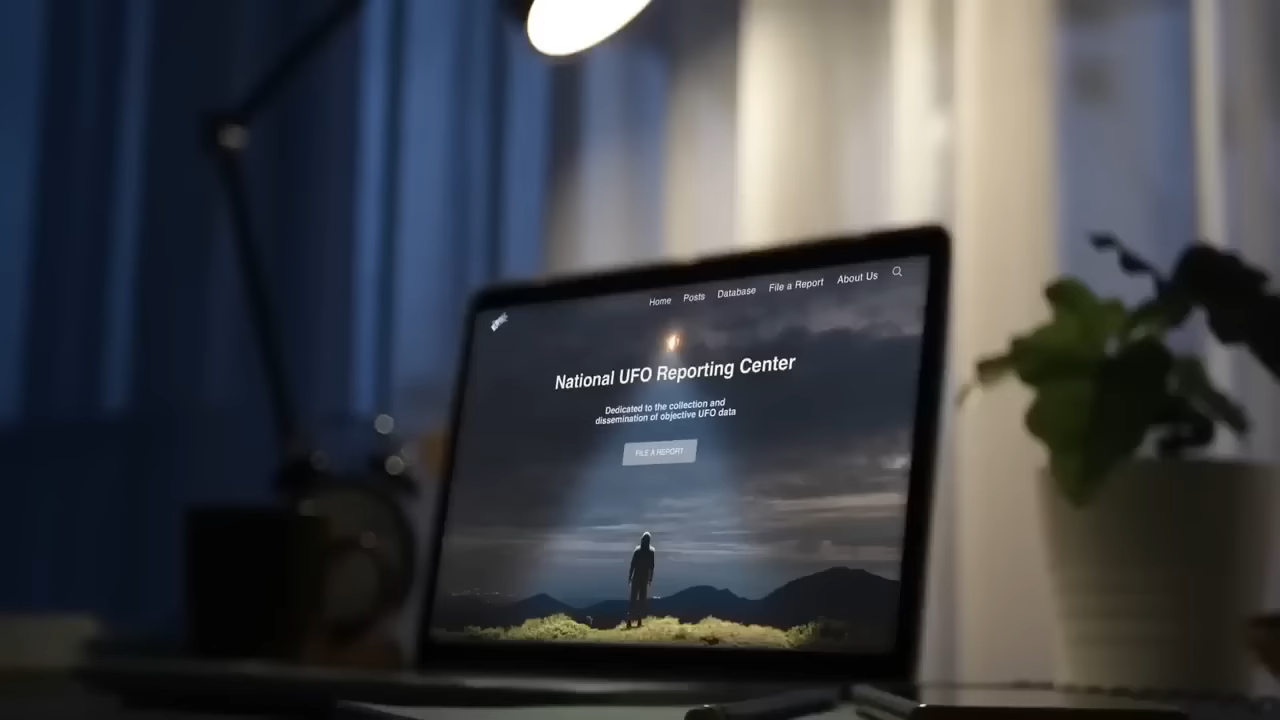 Home Posts Database File a Report About Us
National UFO Reporting Center
Dedicated to the collection and
dissemination of objective UFO data
FILE A REPORT